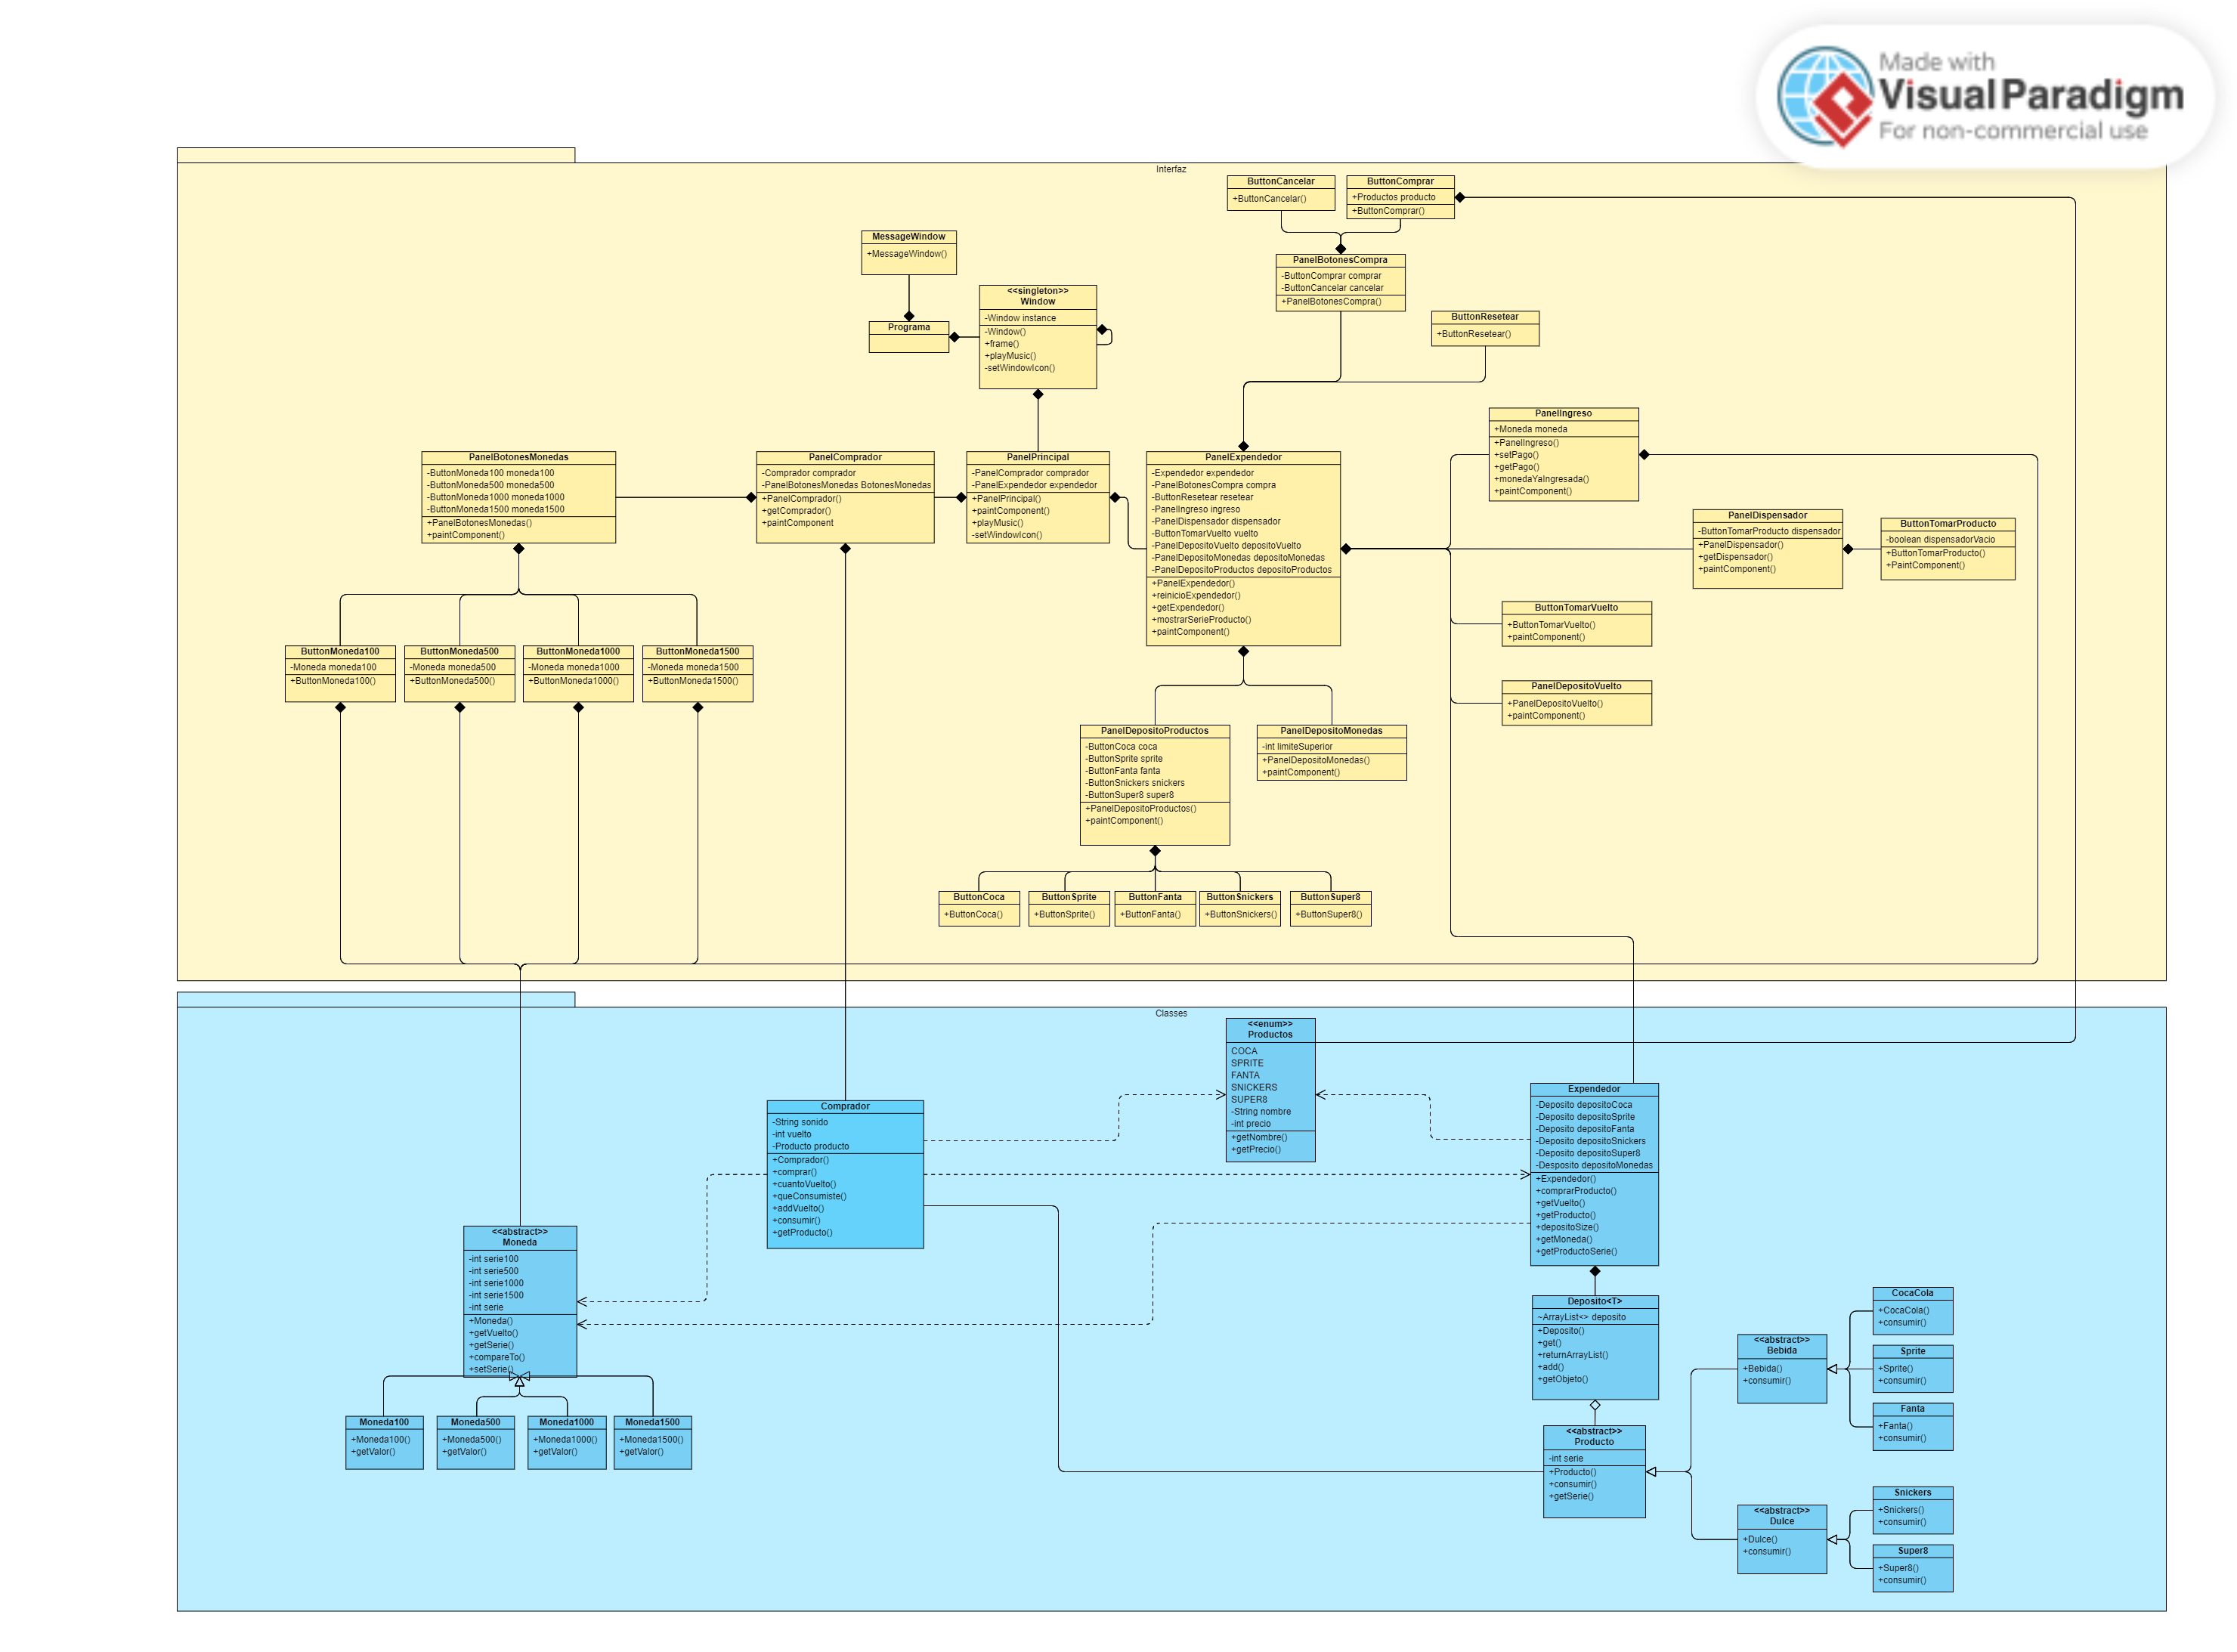 Made with
Visual Paradigm
For non-commercial use
Interfaz
ButtonCancelar
+ButtonCancelar()
ButtonComprar
+Productos producto
+ButtonComprar()
MessageWindow
+MessageWindow()
PanelBotonesCompra
-ButtonComprar comprar
-ButtonCancelar cancelar
+PanelBotonesCompra()
<<singleton>>
Window
-Window instance
-Window()
+frame()
+playMusic()
-setWindowIcon()
Programa
ButtonResetear
+ButtonResetear()
PanelIngreso
+Moneda moneda
+PanelIngreso()
+setPago()
+getPago()
+monedaYaIngresada()
+paintComponent()
PanelBotonesMonedas
-ButtonMoneda100 moneda100
-ButtonMoneda500 moneda500
-ButtonMoneda1000 moneda1000
-ButtonMoneda1500 moneda1500
+PanelBotonesMonedas()
+paintComponent()
PanelComprador
-Comprador comprador
-PanelBotonesMonedas BotonesMonedas
+PanelComprador()
+getComprador()
+paintComponent
PanelPrincipal
-PanelComprador comprador
-PanelExpendedor expendedor
+PanelPrincipal()
+paintComponent()
+playMusic()
-setWindowIcon()
PanelExpendedor
-Expendedor expendedor
-PanelBotonesCompra compra
-ButtonResetear resetear
-PanelIngreso ingreso
-PanelDispensador dispensador
-ButtonTomarVuelto vuelto
-PanelDepositoVuelto depositoVuelto
-PanelDepositoMonedas depositoMonedas
-PanelDepositoProductos depositoProductos
+PanelExpendedor()
+reinicioExpendedor()
+getExpendedor()
+mostrarSerieProducto()
+paintComponent()
PanelDispensador
-ButtonTomarProducto dispensador
+PanelDispensador()
+getDispensador()
+paintComponent()
ButtonTomarProducto
-boolean dispensadorVacio
+ButtonTomarProducto()
+PaintComponent()
ButtonTomarVuelto
+ButtonTomarVuelto()
+paintComponent()
PanelDepositoVuelto
+PanelDepositoVuelto()
+paintComponent()
ButtonMoneda100
-Moneda moneda100
+ButtonMoneda100()
ButtonMoneda500
-Moneda moneda500
+ButtonMoneda500()
ButtonMoneda1000
-Moneda moneda1000
+ButtonMoneda1000()
ButtonMoneda1500
-Moneda moneda1500
+ButtonMoneda1500()
PanelDepositoProductos
-ButtonCoca coca
-ButtonSprite sprite
-ButtonFanta fanta
-ButtonSnickers snickers
-ButtonSuper8 super8
+PanelDepositoProductos()
+paintComponent()
PanelDepositoMonedas
-int limiteSuperior
+PanelDepositoMonedas()
+paintComponent()
ButtonCoca
+ButtonCoca()
ButtonSprite
+ButtonSprite()
ButtonFanta
+ButtonFanta()
ButtonSnickers
+ButtonSnickers()
ButtonSuper8
+ButtonSuper8()
Classes
<<enum>>
Productos
COCA
SPRITE
FANTA
SNICKERS
SUPER8
-String nombre
-int precio
+getNombre()
+getPrecio()
Comprador
-String sonido
-int vuelto
-Producto producto
+Comprador()
+comprar()
+cuantoVuelto()
+queConsumiste()
+addVuelto()
+consumir()
+getProducto()
Expendedor
-Deposito depositoCoca
-Deposito depositoSprite
-Deposito depositoFanta
-Deposito depositoSnickers
-Deposito depositoSuper8
-Desposito depositoMonedas
+Expendedor()
+comprarProducto()
+getVuelto()
+getProducto()
+depositoSize()
+getMoneda()
+getProductoSerie()
<<abstract>>
Moneda
-int serie100
-int serie500
-int serie1000
-int serie1500
-int serie
+Moneda()
+getVuelto()
+getSerie()
+compareTo()
+setSerie()
Moneda100
+Moneda100()
+getValor()
Moneda500
+Moneda500()
+getValor()
Moneda1000
+Moneda1000()
+getValor()
Moneda1500
+Moneda1500()
+getValor()
Deposito<T>
~ArrayList<> deposito
+Deposito()
+get()
+returnArrayList()
+add()
+getObjeto()
<<abstract>>
Producto
-int serie
+Producto()
+consumir()
+getSerie()
<<abstract>>
Bebida
+Bebida()
+consumir()
CocaCola
+CocaCola()
+consumir()
Sprite
+Sprite()
+consumir()
Fanta
+Fanta()
+consumir()
<<abstract>>
Dulce
+Dulce()
+consumir()
Snickers
+Snickers()
+consumir()
Super8
+Super8()
+consumir()